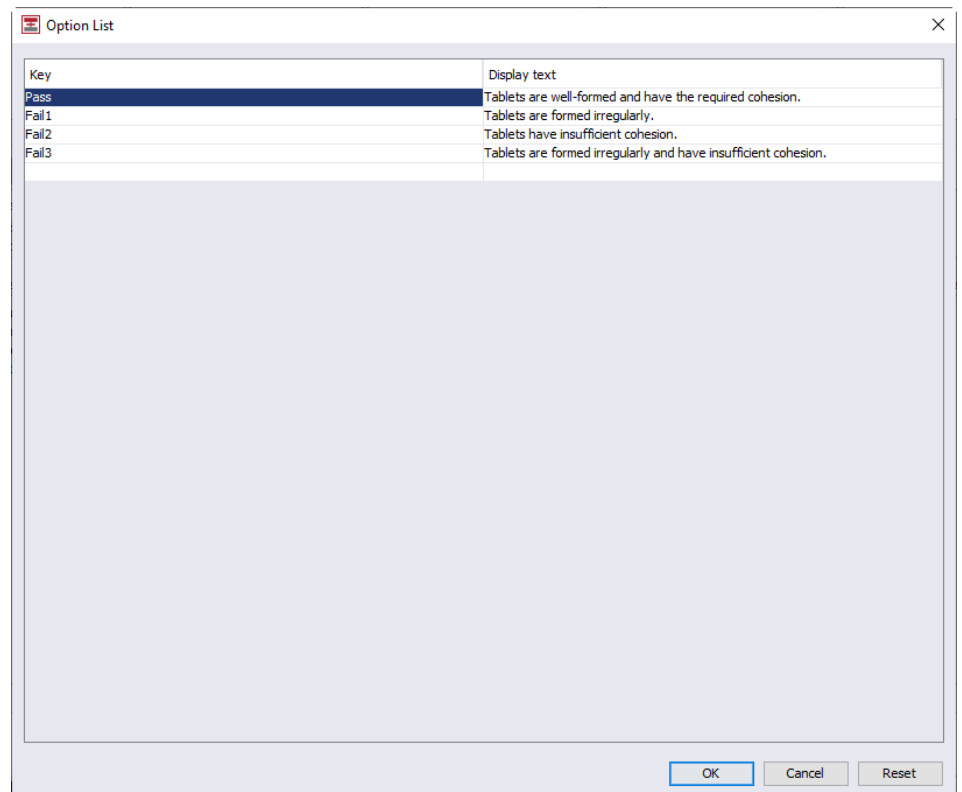 Option List
Key Display text
Pass Tablets are well-formed and have the required cohesion.
Fail1 Tablets are formed irregularly.
Fail2 Tablets have insufficient cohesion.
Fail3 Tablets are formed irregularly and have insufficient cohesion.
OK Cancel Reset